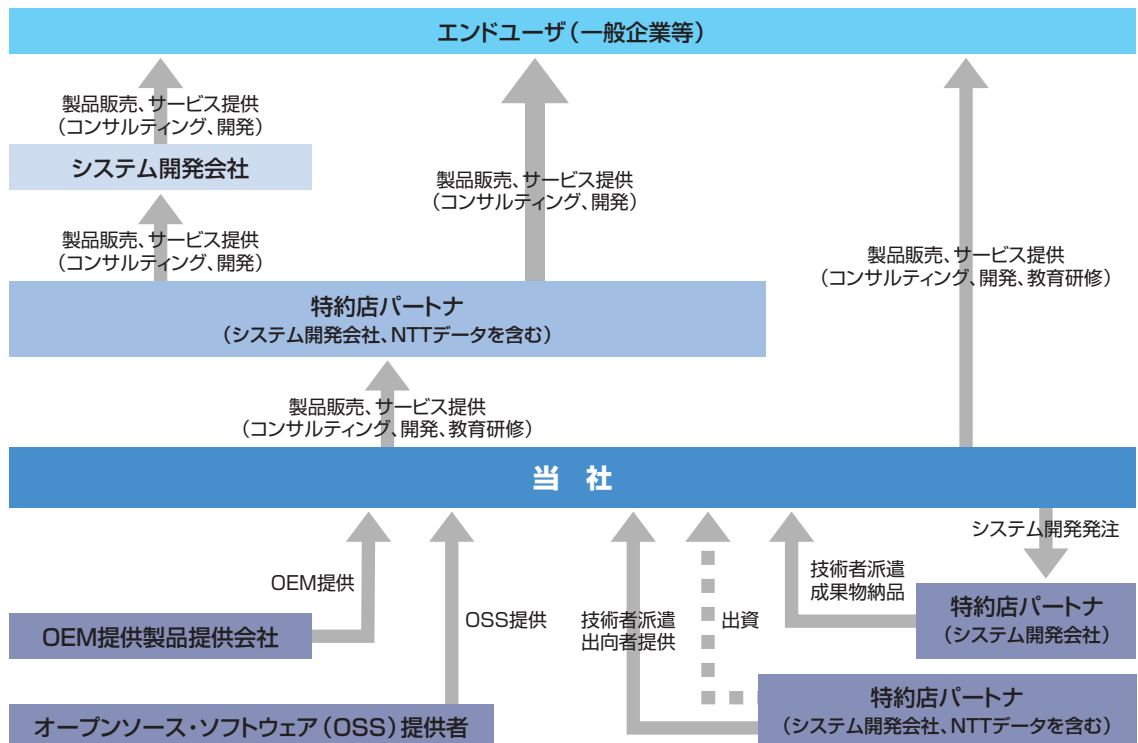 エンドユーザ（一般企業等）
製品販売、サービス提供
（コンサルティング、開発）
システム開発会社
製品販売、サービス提供
（コンサルティング、開発）
製品販売、サービス提供
（コンサルティング、開発）
製品販売、サービス提供
（コンサルティング、開発、教育研修）
特約店パートナ
（システム開発会社、NTTデータを含む）
製品販売、サービス提供
（コンサルティング、開発、教育研修）
当 社
システム開発発注
OEM提供
OSS提供
技術者派遣
出向者提供
出資
技術者派遣
成果物納品
特約店パートナ
（システム開発会社）
OEM提供製品提供会社
特約店パートナ
（システム開発会社、NTTデータを含む）
オープンソース・ソフトウェア（OSS）提供者